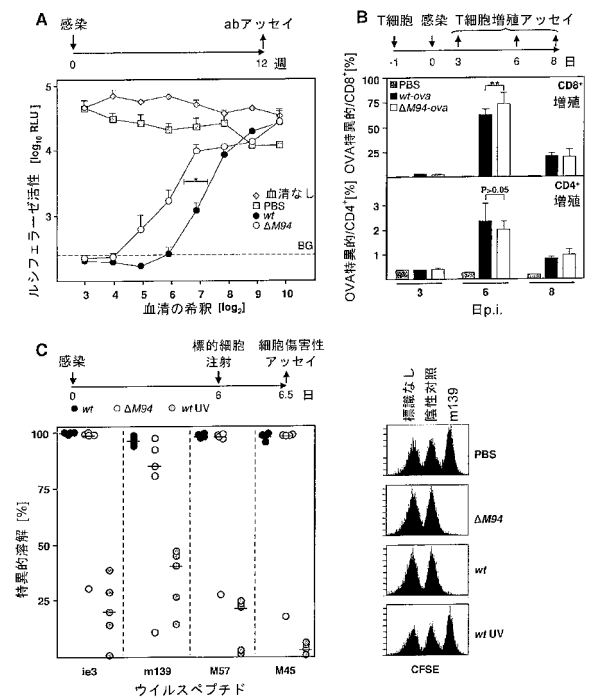 A
感染
abアッセイ
0
12 週
ルシフェラーゼ活性 [log10 RLU]
5
4
3
血清なし
PBS
wt
ΔM94
*
BG
3 4 5 6 7 8 9 10
血清の希釈 [log2]
B
T細胞 感染 T細胞増殖アッセイ
-1 0 3 6 8 日
OVA特異的/CD8+[%]
100
75
50
25
PBS
wt-ova
ΔM94-ova
**
CD8+
増殖
OVA特異的/CD4+[%]
3
2
1
P>0.05
CD4+
増殖
3 6 8
日p.i.
C
感染
標的細胞
注射
細胞傷害性
アッセイ
0 6 6.5 日
wt ΔM94 wt UV
特異的溶解 [%]
100
75
50
25
ie3 m139 M57 M45
ウイルスペプチド
標識なし
陰性対照
m139
PBS
ΔM94
wt
wt UV
CFSE